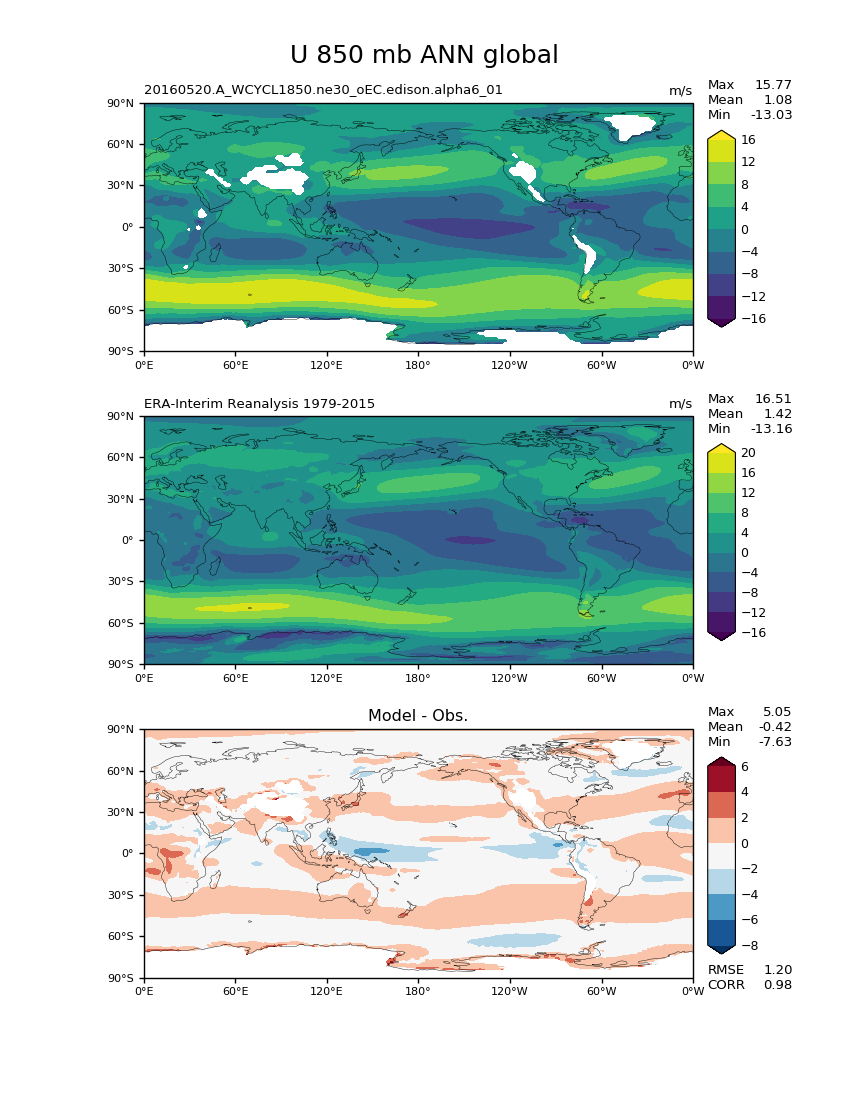 U 850 mb ANN global
20160520.A_WCYCL1850.ne30_oEC.edison.alpha6_01
m/s
Max 15.77
Mean 1.08
Min -13.03
90°N
60°N
30°N
0°
30°S
60°S
90°S
0°E 60°E 120°E 180° 120°W 60°W 0°W
16
12
8
4
0
−4
−8
−12
−16
ERA-Interim Reanalysis 1979-2015
m/s
Max 16.51
Mean 1.42
Min -13.16
90°N
60°N
30°N
0°
30°S
60°S
90°S
0°E 60°E 120°E 180° 120°W 60°W 0°W
20
16
12
8
4
0
−4
−8
−12
−16
Model - Obs.
Max 5.05
Mean -0.42
Min -7.63
90°N
60°N
30°N
0°
30°S
60°S
90°S
0°E 60°E 120°E 180° 120°W 60°W 0°W
6
4
2
0
−2
−4
−6
−8
RMSE 1.20
CORR 0.98